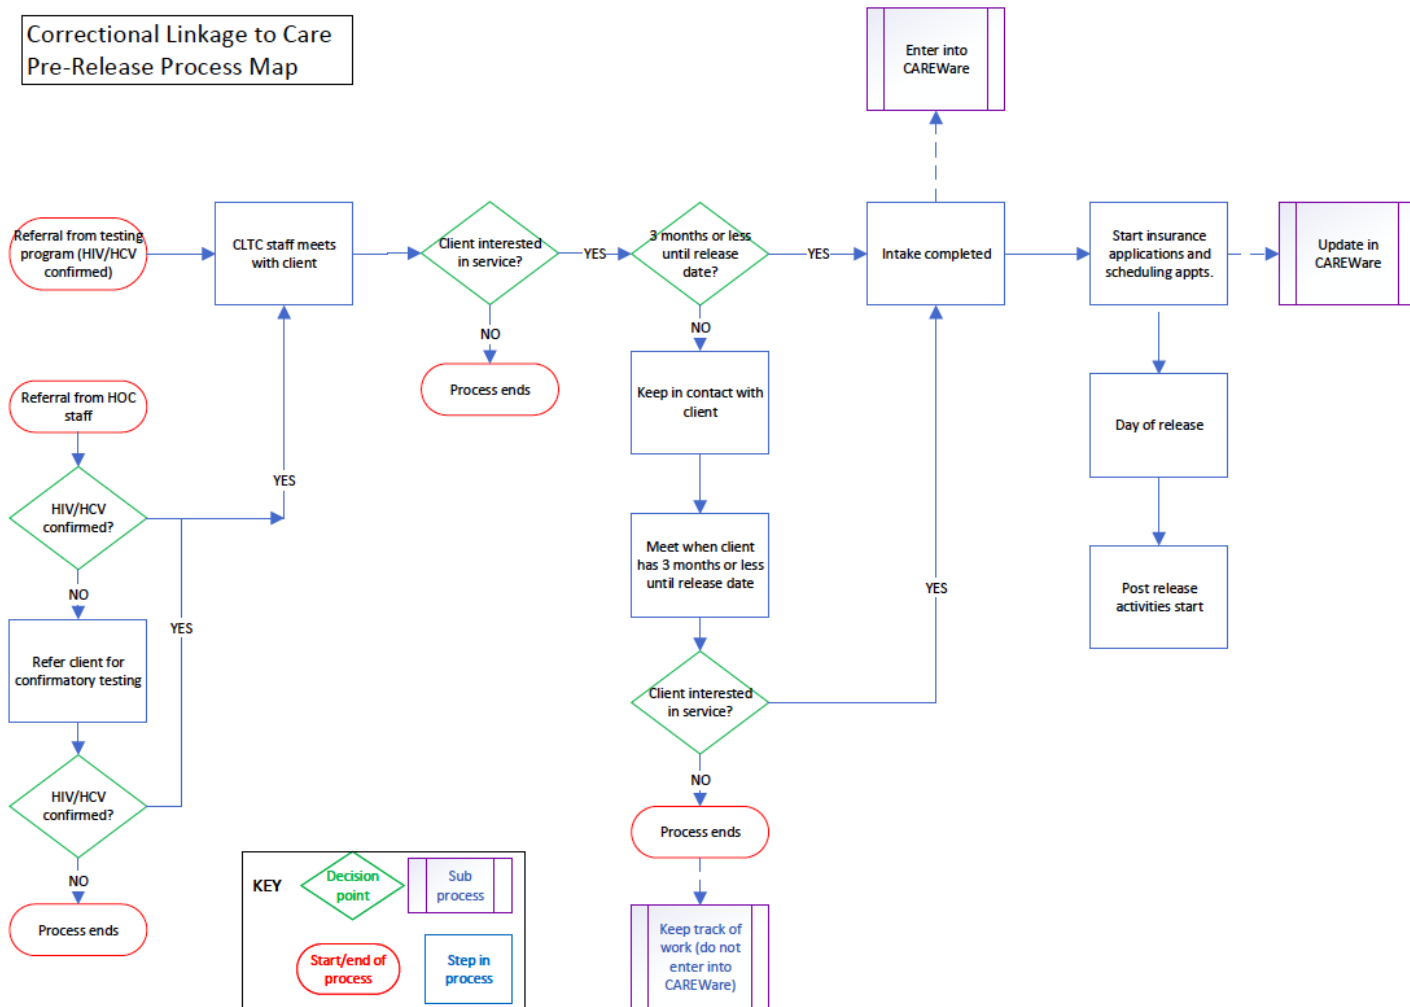 Correctional Linkage to Care
Pre-Release Process Map
Enter into
CAREWare
Referral from testing
program (HIV/HCV
confirmed)
CLTC staff meets
with client
Client interested
in service?
YES
3 months or less
until release
date?
YES
Intake completed
Start insurance
applications and
scheduling appts.
Update in
CAREWare
NO
Process ends
NO
Keep in contact with
client
Referral from HOC
staff
Day of release
HIV/HCV
confirmed?
YES
Meet when client
has 3 months or less
until release date
NO
YES
YES
Post release
activities start
Refer client for
confirmatory testing
Client interested
in service?
HIV/HCV
confirmed?
NO
Process ends
NO
Process ends
Keep track of
work (do not
enter into
CAREWare)
KEY
Decision
point
Sub
process
Start/end of
process
Step in
process